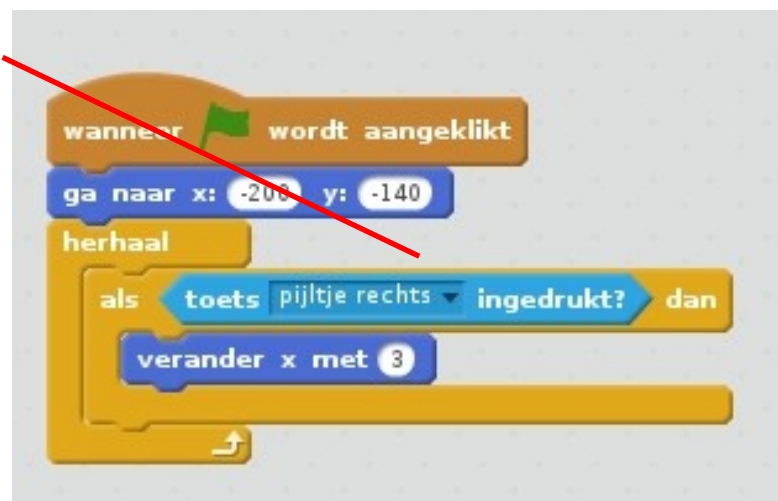 wanneer wordt aangeklikt
ga naar x: -200 y: -140
herhaal
als toets pijltje rechts ingedrukt? dan
verander x met 3